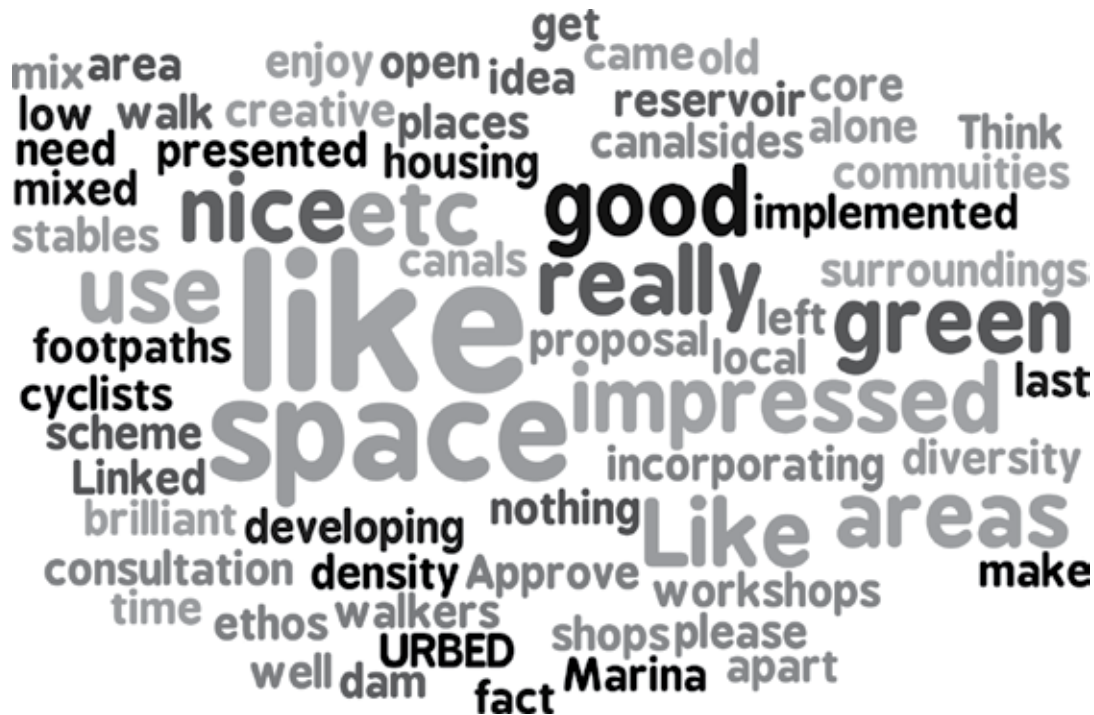 get
mix area enjoy open idea came old
low walk creative places reservoir core
need presented housing canalsides alone Think
mixed nice etc good implemented commuities
stables canals really surroundings
use like proposal left green
footpaths local last
cyclists space impressed
scheme incorporating diversity
Linked nothing Like areas
brilliant developing
consultation density Approve workshops make
time ethos walkers shops please
well dam URBED Marina apart
fact